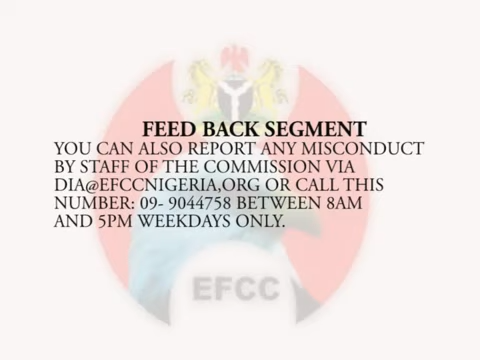 FEED BACK SEGMENT
YOU CAN ALSO REPORT ANY MISCONDUCT
BY STAFF OF THE COMMISSION VIA
DIA@EFCCNIGERIA,ORG OR CALL THIS
NUMBER: 09- 9044758 BETWEEN 8AM
AND 5PM WEEKDAYS ONLY.
EFCC